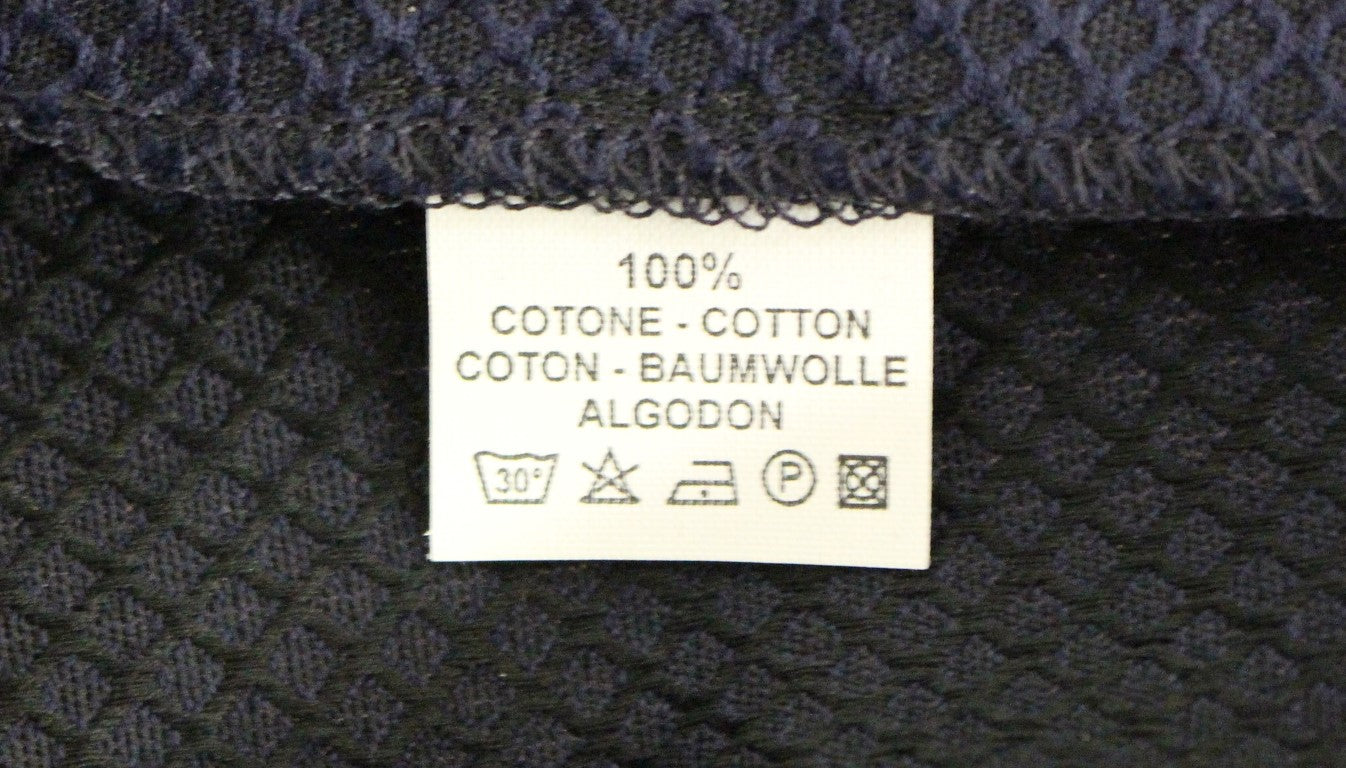 100%
COTONE - COTTON
COTON - BAUMWOLLE
ALGODON
30° P